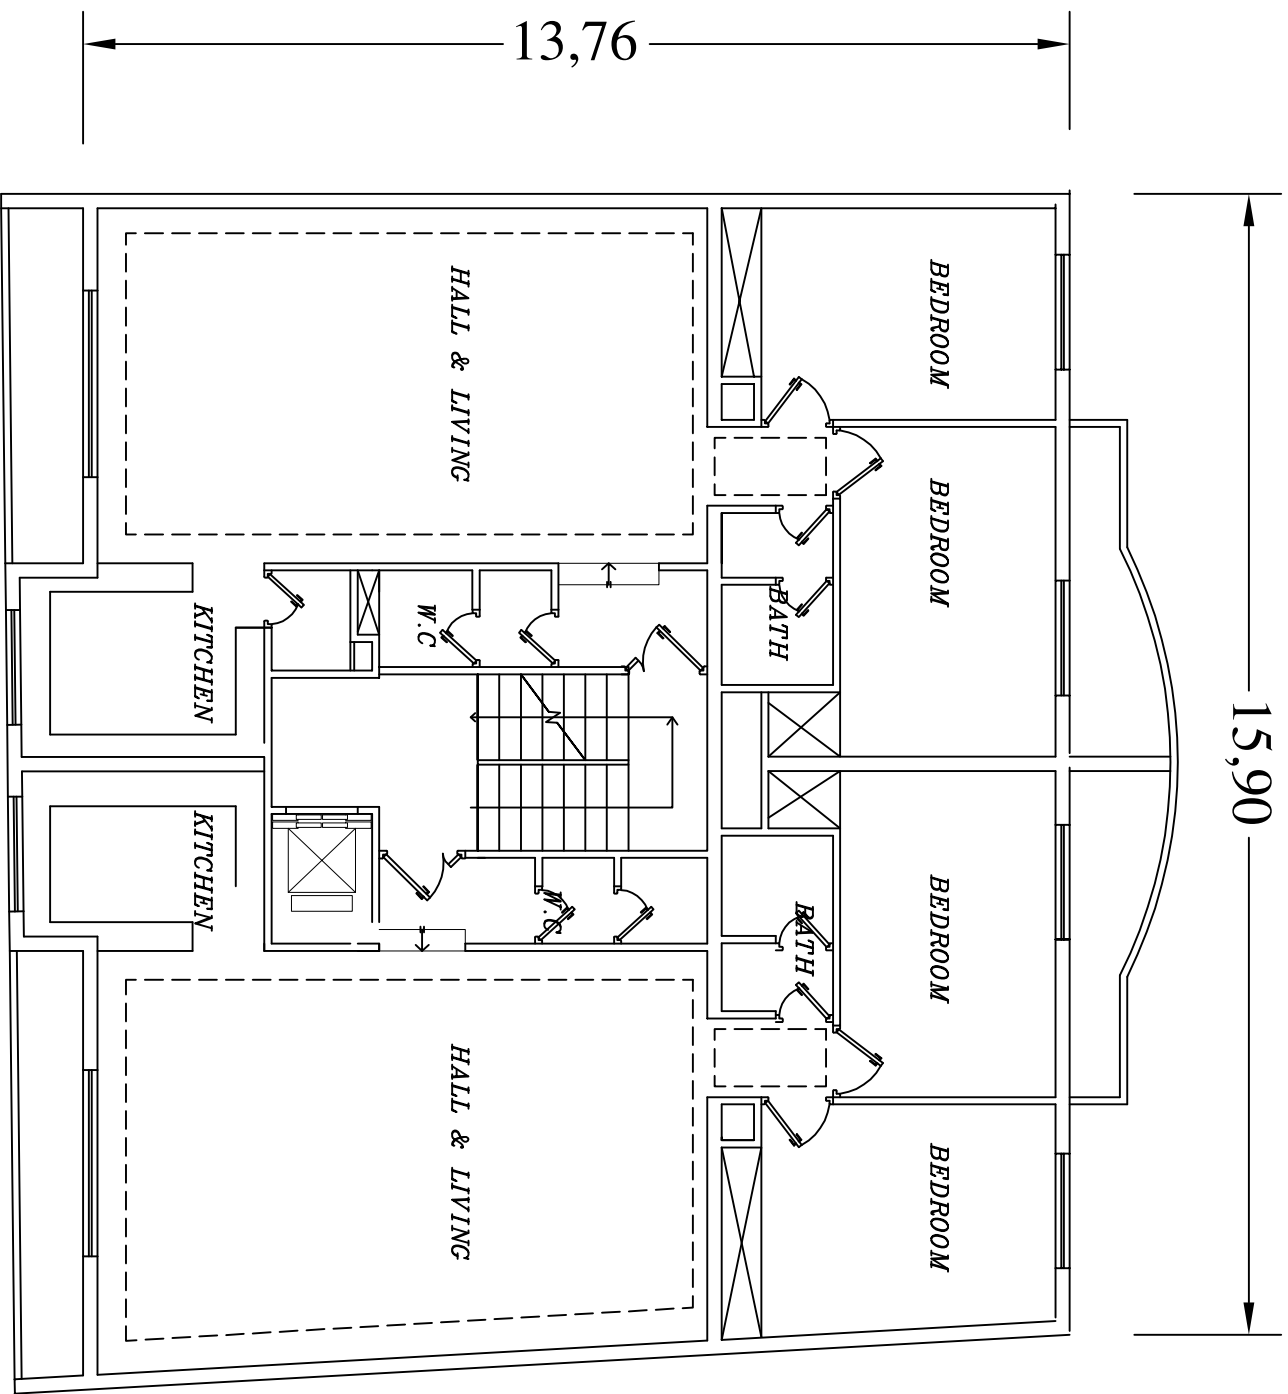 13,76
15,90
HALL & LIVING
BEDROOM
BEDROOM
KITCHEN
W.C
BATH
KITCHEN
W.C
BATH
BEDROOM
HALL & LIVING
BEDROOM